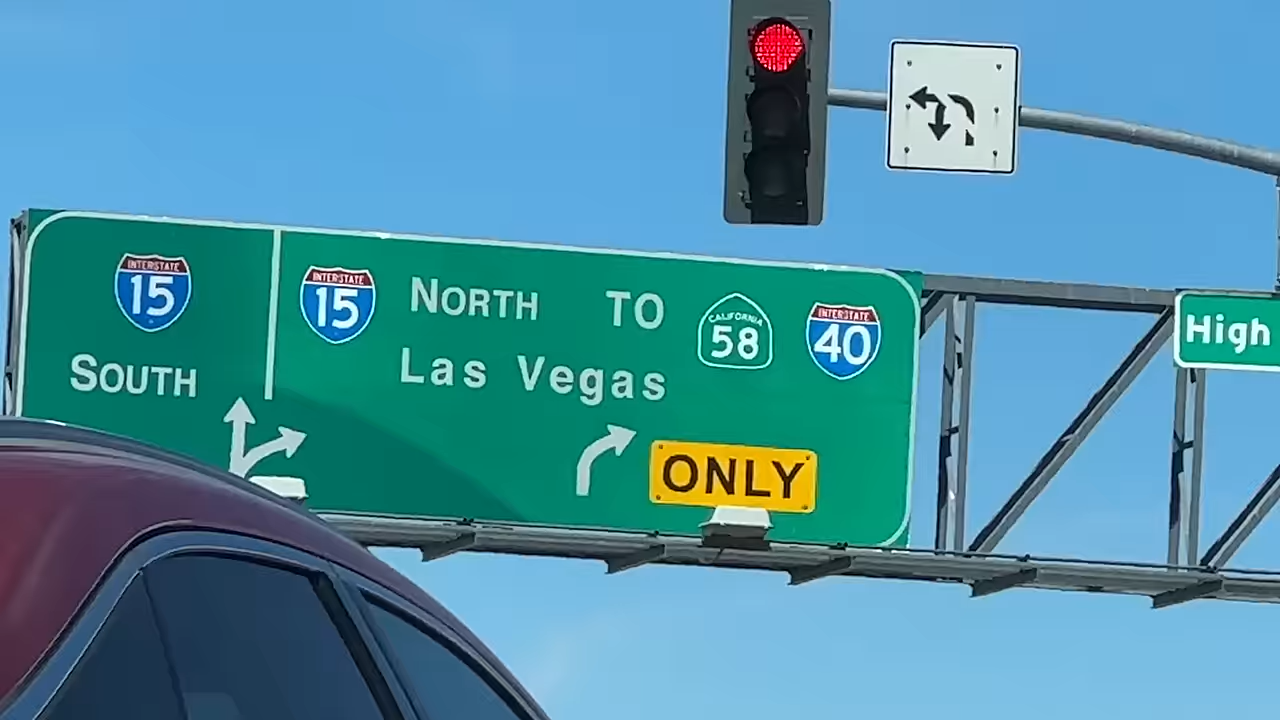 INTERSTATE
15
SOUTH
INTERSTATE
15
NORTH TO
CALIFORNIA
58
INTERSTATE
40
Las Vegas
ONLY
High